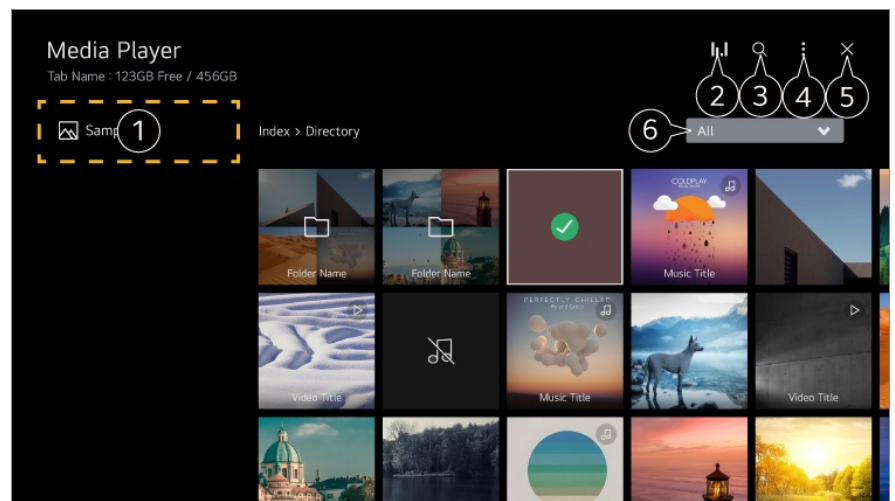 Media Player
Tab Name : 123GB Free / 456GB
2 3 4 5
1
Index > Directory
6
All
COLDPLAY
Folder Name
Folder Name
Music Title
PERFECTLY CHILLED
Video Title
Music Title
Video Title